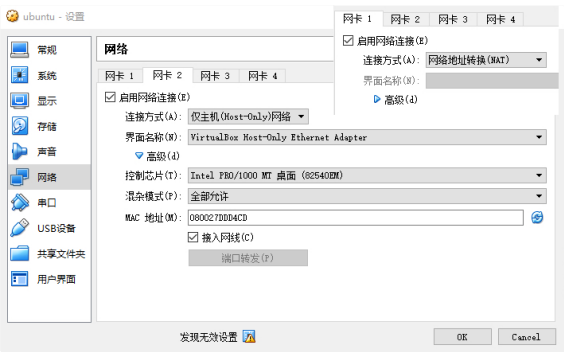 ubuntu - 设置
常规
系统
显示
存储
声音
网络
串口
USB设备
共享文件夹
用户界面
网络
网卡 1 网卡 2 网卡 3 网卡 4
启用网络连接(E)
连接方式(A): 仅主机(Host-Only)网络
界面名称(N): VirtualBox Host-Only Ethernet Adapter
高级(d)
控制芯片(T): Intel PRO/1000 MT 桌面 (82540EM)
混杂模式(P): 全部允许
MAC 地址(M): 080027DDD4CD
接入网线(C)
端口转发(P)
发现无效设置
OK Cancel
网卡 1 网卡 2 网卡 3 网卡 4
启用网络连接(E)
连接方式(A): 网络地址转换(NAT)
界面名称(N):
高级(d)